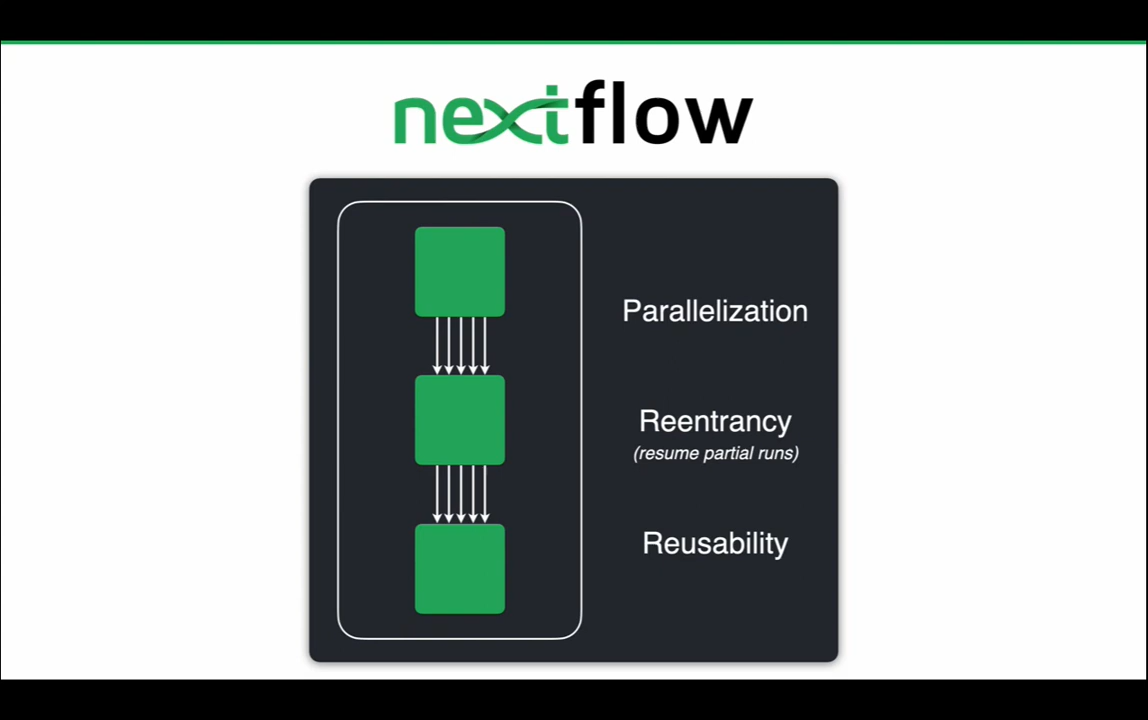 nextflow
Parallelization
Reentrancy
(resume partial runs)
Reusability